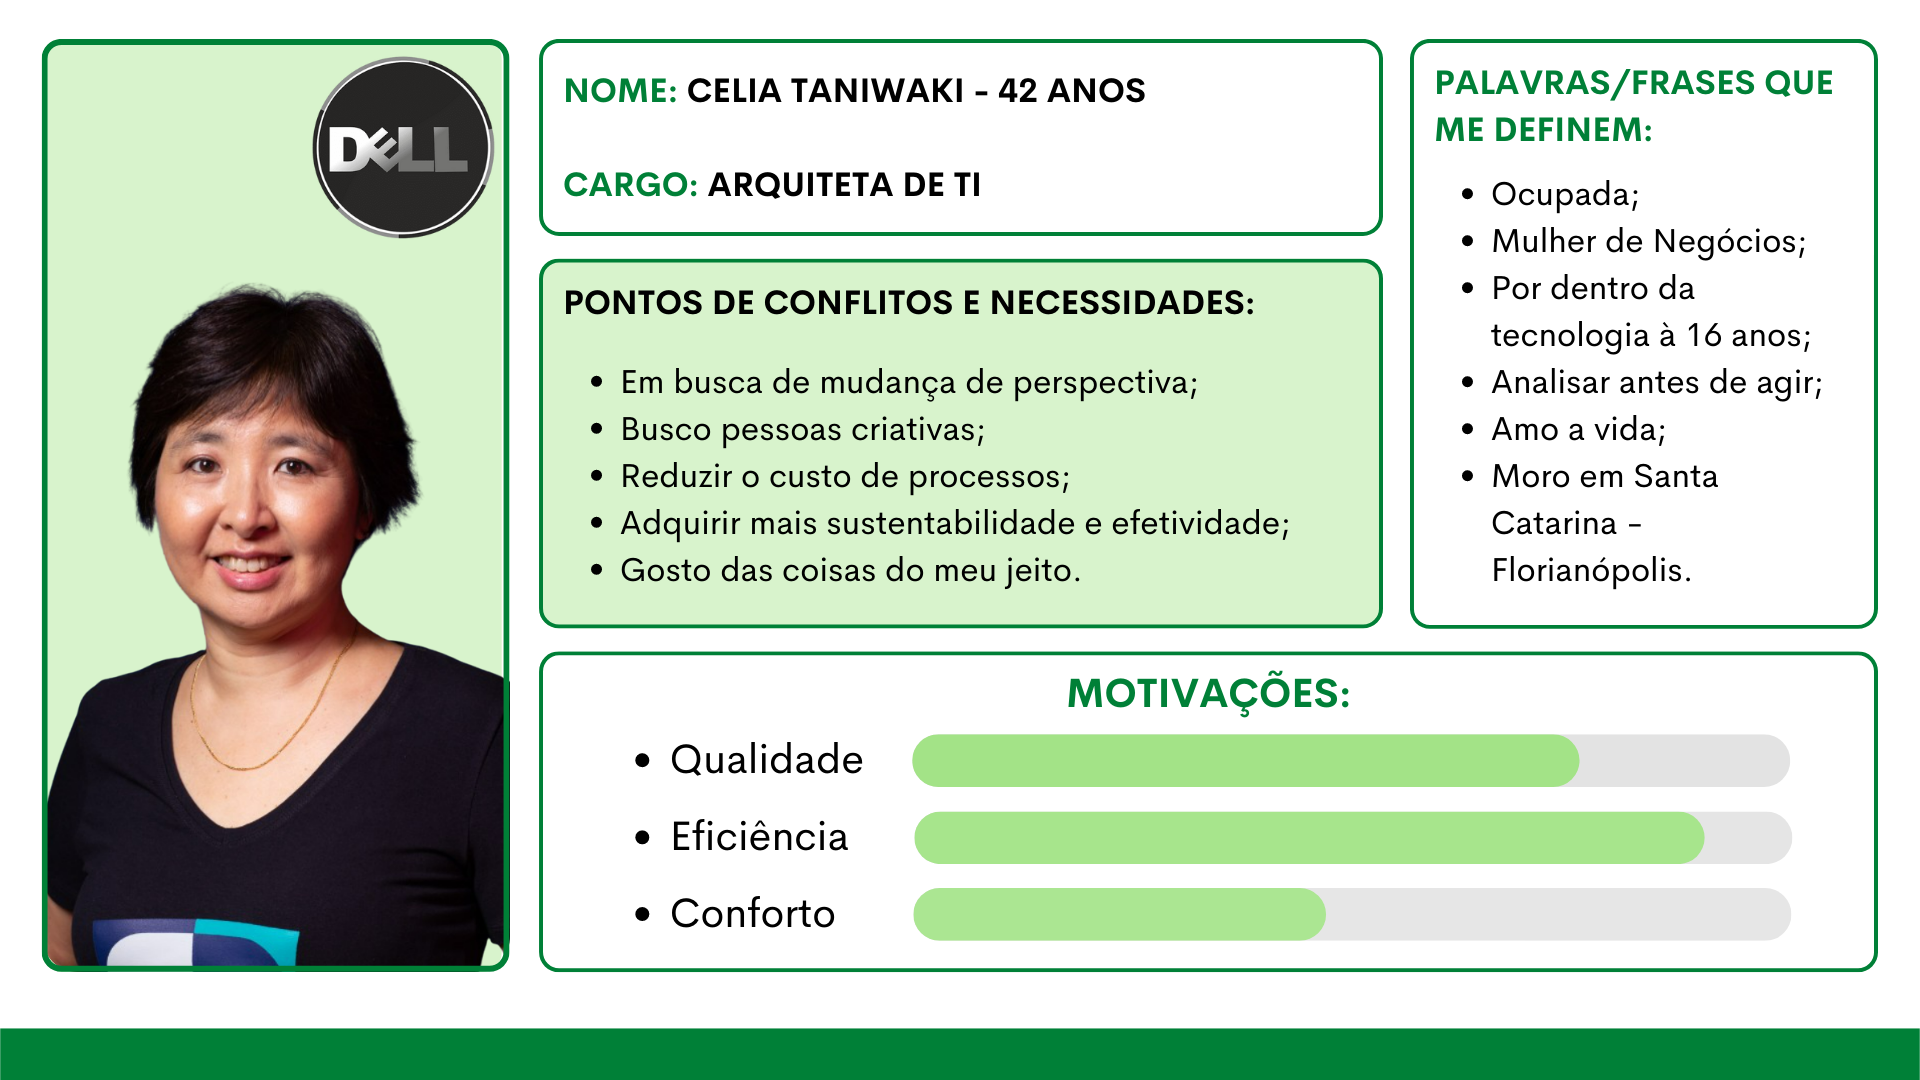 DELL
NOME: CELIA TANIWAKI - 42 ANOS
CARGO: ARQUITETA DE TI
PONTOS DE CONFLITOS E NECESSIDADES:
• Em busca de mudança de perspectiva;
• Busco pessoas criativas;
• Reduzir o custo de processos;
• Adquirir mais sustentabilidade e efetividade;
• Gosto das coisas do meu jeito.
PALAVRAS/FRASES QUE
ME DEFINEM:
• Ocupada;
• Mulher de Negócios;
• Por dentro da
tecnologia à 16 anos;
• Analisar antes de agir;
• Amo a vida;
• Moro em Santa
Catarina -
Florianópolis.
MOTIVAÇÕES:
• Qualidade
• Eficiência
• Conforto